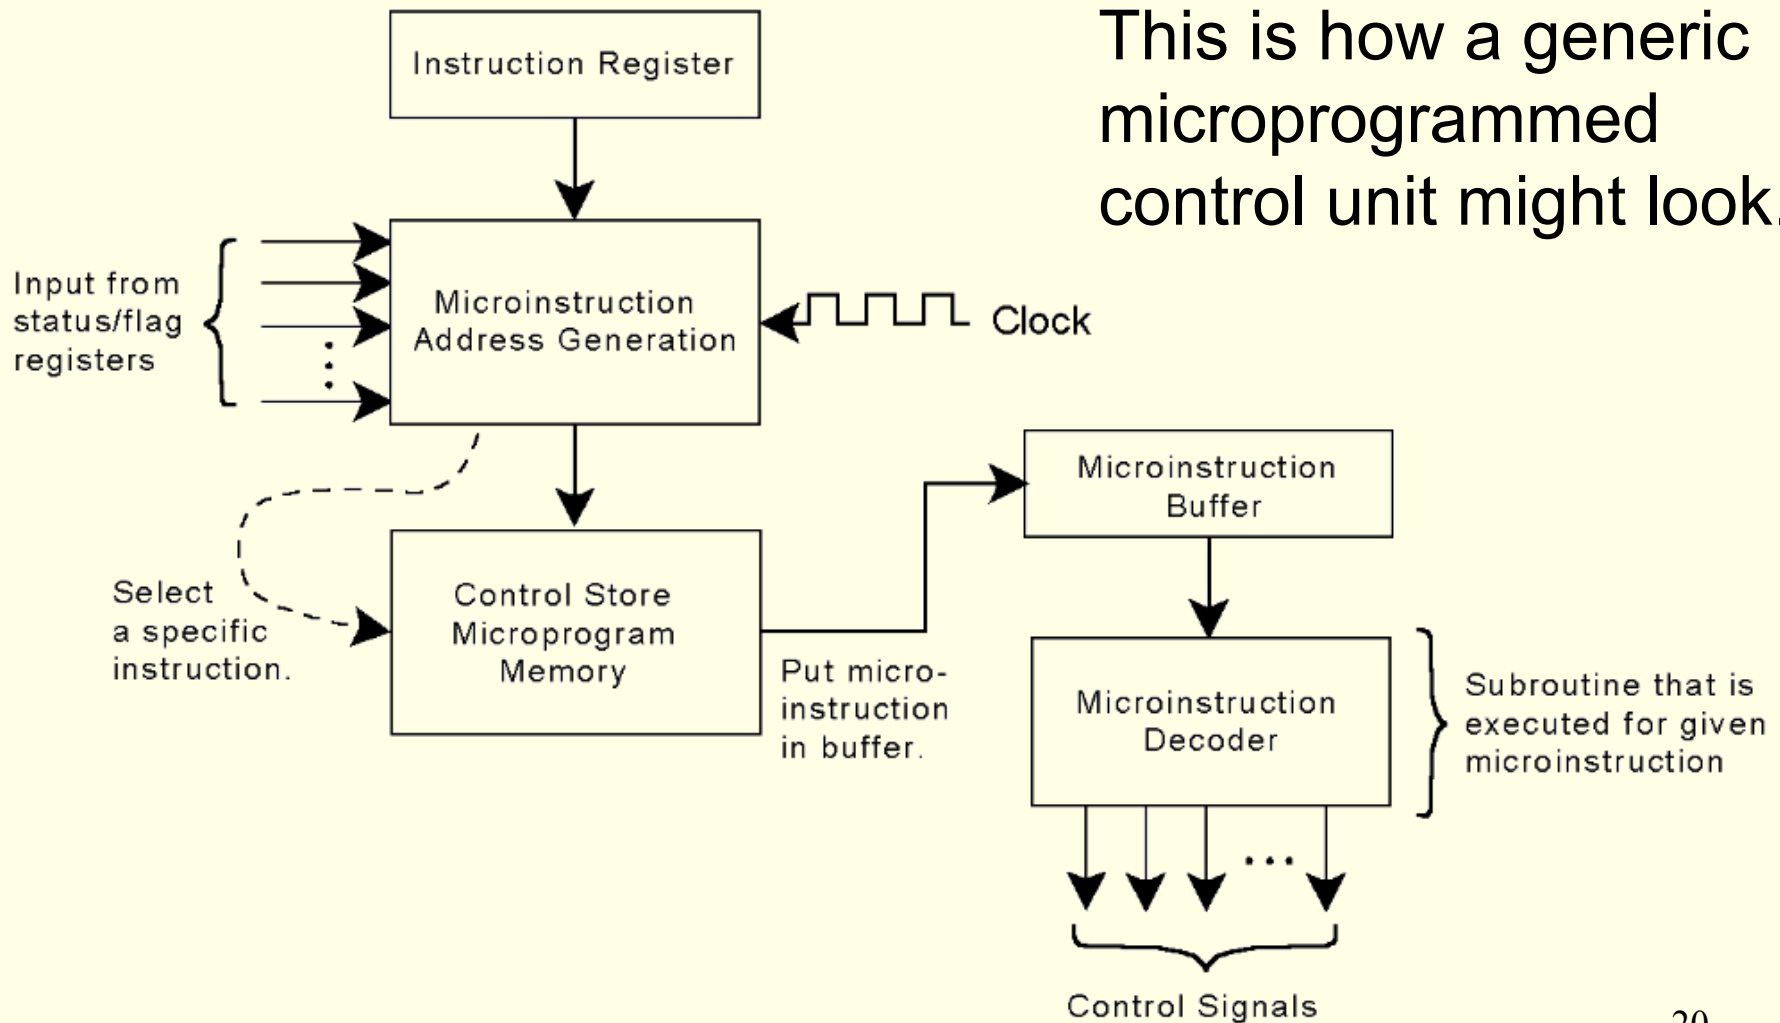 This is how a generic
microprogrammed
control unit might look.
Instruction Register
Input from
status/flag
registers
Microinstruction
Address Generation
Clock
Select
a specific
instruction.
Control Store
Microprogram
Memory
Put micro-
instruction
in buffer.
Microinstruction
Buffer
Microinstruction
Decoder
Subroutine that is
executed for given
microinstruction
...
Control Signals
20